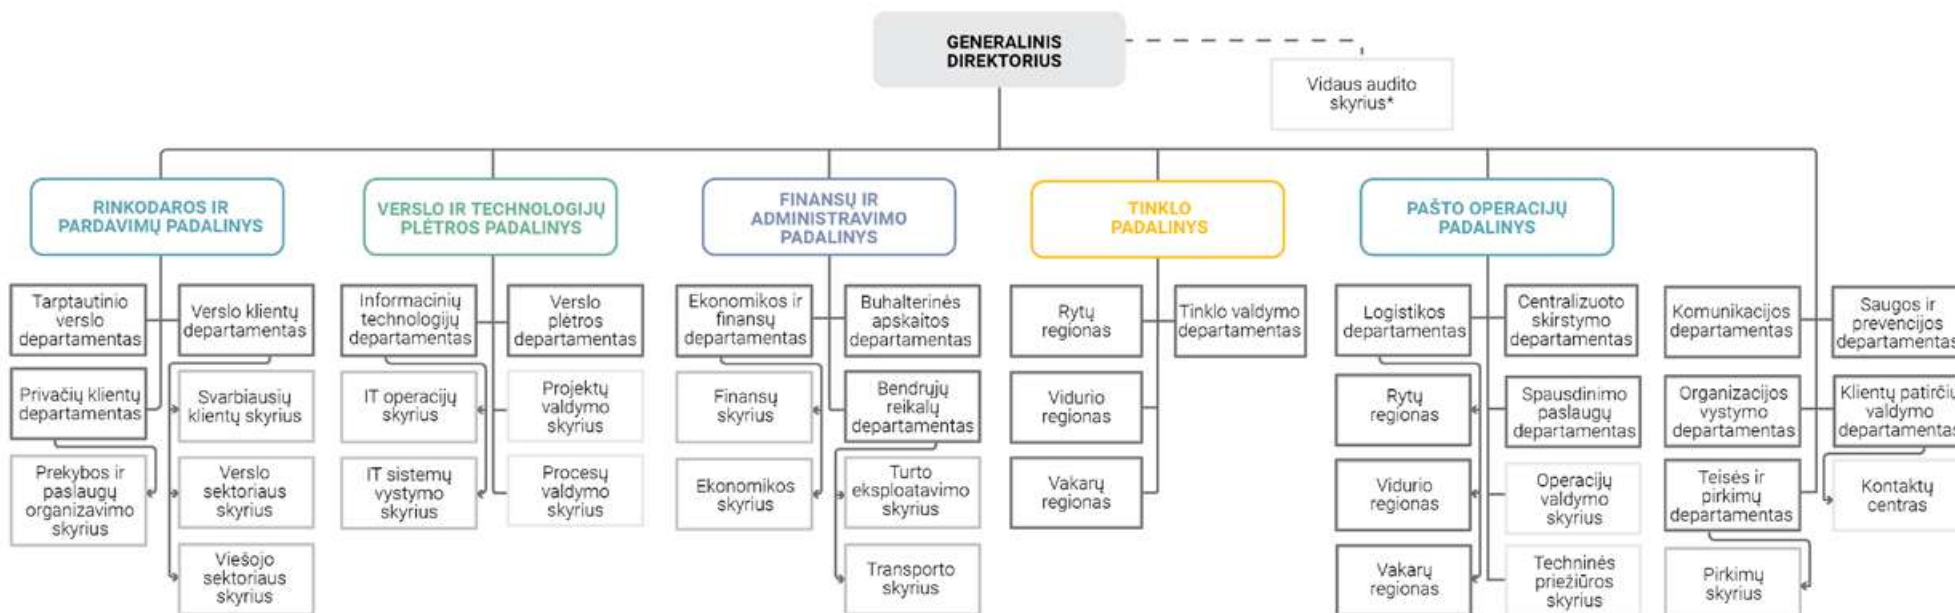 GENERALINIS
DIREKTORIUS
Vidaus audito
skyrius*
RINKODAROS IR
PARDAVIMŲ PADALINYS
Tarptautinio
verslo
departamentas
Verslo klientų
departamentas
Privačių klientų
departamentas
Svarbiausių
klientų skyrius
Prekybos ir
paslaugų
organizavimo
skyrius
Verslo
sektoriaus
skyrius
Viešojo
sektoriaus
skyrius
VERSLO IR TECHNOLOGIJŲ
PLĖTROS PADALINYS
Informacinių
technologijų
departamentas
Verslo
plėtros
departamentas
IT operacijų
skyrius
Projektų
valdymo
skyrius
IT sistemų
vystymo
skyrius
Procesų
valdymo
skyrius
FINANSŲ IR
ADMINISTRAVIMO
PADALINYS
Ekonomikos ir
finansų
departamentas
Buhalterinės
apskaitos
departamentas
Finansų
skyrius
Bendrųjų
reikalų
departamentas
Ekonomikos
skyrius
Turto
eksploatavimo
skyrius
Transporto
skyrius
TINKLO
PADALINYS
Rytų
regionas
Tinklo valdymo
departamentas
Vidurio
regionas
Vakarų
regionas
PAŠTO OPERACIJŲ
PADALINYS
Logistikos
departamentas
Centralizuoto
skirstymo
departamentas
Rytų
regionas
Spausdinimo
paslaugų
departamentas
Vidurio
regionas
Operacijų
valdymo
skyrius
Vakarų
regionas
Techninės
priežiūros
skyrius
Komunikacijos
departamentas
Saugos ir
prevencijos
departamentas
Organizacijos
vystymo
departamentas
Klientų patirčių
valdymo
departamentas
Teisės ir
pirkimų
departamentas
Kontaktų
centras
Pirkimų
skyrius